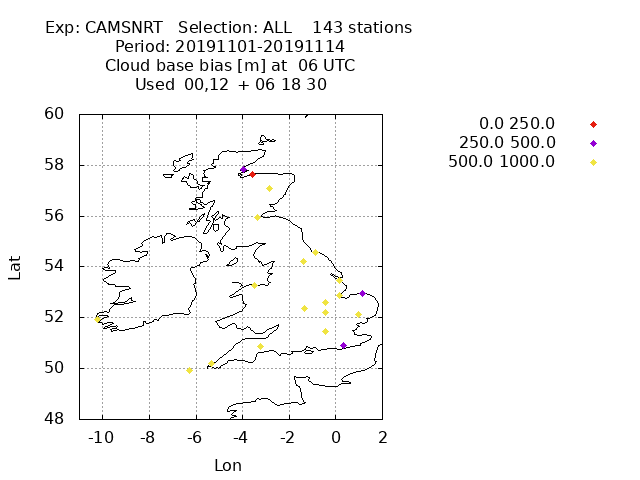 Exp: CAMSNRT   Selection: ALL    143 stations
Period: 20191101-20191114
Cloud base bias [m] at  06 UTC
Used  00,12  + 06 18 30
0.0 250.0
250.0 500.0
500.0 1000.0
60
58
56
54
52
50
48
Lat
-10 -8 -6 -4 -2 0 2
Lon